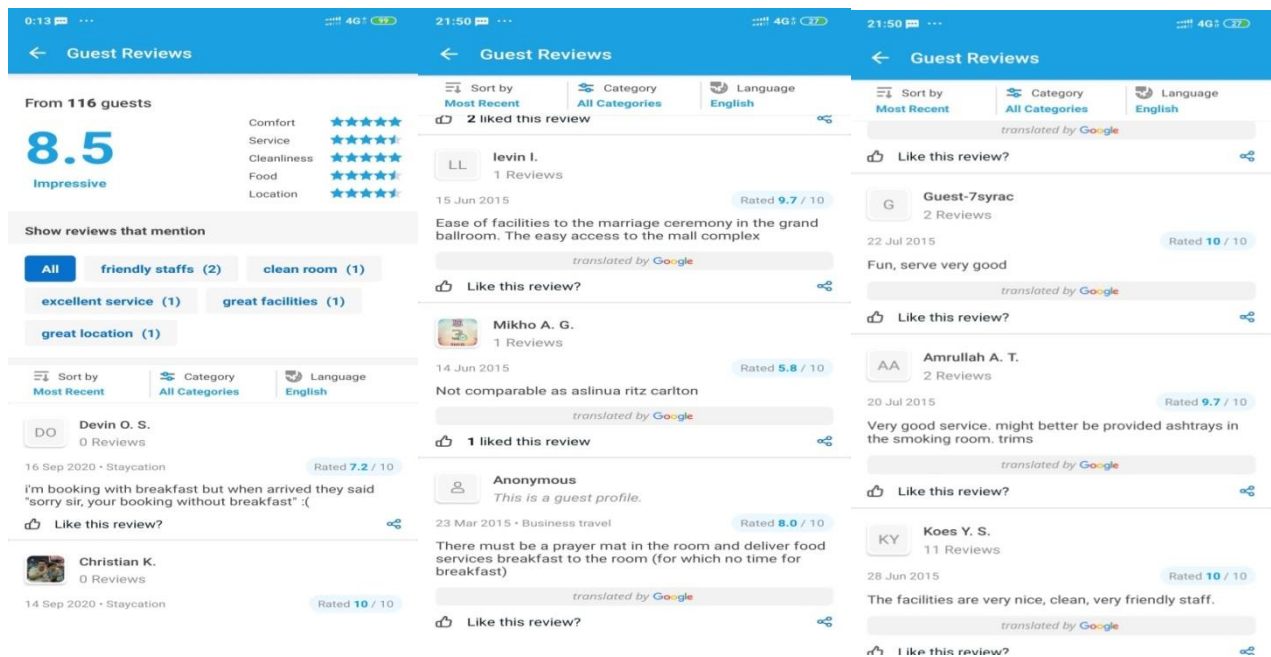 0:13 ···
4G 99
Guest Reviews
From 116 guests
8.5
Impressive
Comfort
Service
Cleanliness
Food
Location
Show reviews that mention
All
friendly staffs (2)
clean room (1)
excellent service (1)
great facilities (1)
great location (1)
Sort by
Most Recent
Category
All Categories
Language
English
DO
Devin O. S.
0 Reviews
16 Sep 2020 • Staycation
Rated 7.2 / 10
i'm booking with breakfast but when arrived they said
"sorry sir, your booking without breakfast" :(
Like this review?
Christian K.
0 Reviews
14 Sep 2020 • Staycation
Rated 10 / 10
21:50 ···
4G 27
Guest Reviews
Sort by
Most Recent
Category
All Categories
Language
English
2 liked this review
LL
levin l.
1 Reviews
15 Jun 2015
Rated 9.7 / 10
Ease of facilities to the marriage ceremony in the grand
ballroom. The easy access to the mall complex
translated by Google
Like this review?
Mikho A. G.
1 Reviews
14 Jun 2015
Rated 5.8 / 10
Not comparable as aslinua ritz carlton
translated by Google
1 liked this review
Anonymous
This is a guest profile.
23 Mar 2015 • Business travel
Rated 8.0 / 10
There must be a prayer mat in the room and deliver food
services breakfast to the room (for which no time for
breakfast)
translated by Google
Like this review?
21:50 ···
4G 27
Guest Reviews
Sort by
Most Recent
Category
All Categories
Language
English
translated by Google
Like this review?
G
Guest-7syrac
2 Reviews
22 Jul 2015
Rated 10 / 10
Fun, serve very good
translated by Google
Like this review?
AA
Amrullah A. T.
2 Reviews
20 Jul 2015
Rated 9.7 / 10
Very good service. might better be provided ashtrays in
the smoking room. trims
translated by Google
Like this review?
KY
Koes Y. S.
11 Reviews
28 Jun 2015
Rated 10 / 10
The facilities are very nice, clean, very friendly staff.
translated by Google
Like this review?